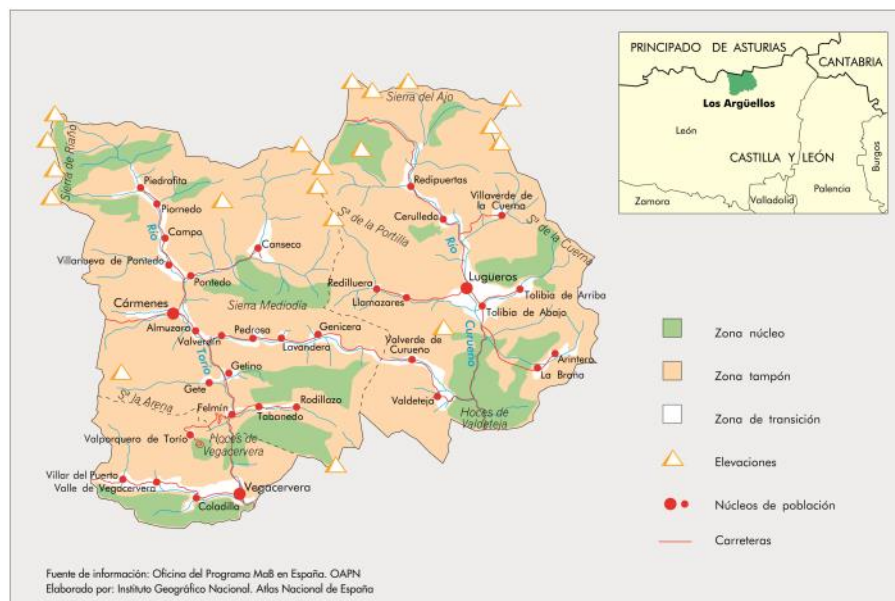 PRINCIPADO DE ASTURIAS
CANTABRIA
Los Argüellos
León
CASTILLA Y LEÓN
Burgos
Palencia
Zamora
Valladolid
Sierra del Ajo
Sierra de Riaño
Piedrafita
Redipuertas
Villaverde de
la Cuerna
Piornedo
Río
Sª de la Portilla
Cerulleda
Río
Sª de la Cuerna
Campo
Canseco
Villanueva de Pontedo
Pontedo
Lugueros
Redilluera
Tolibia de Arriba
Sierra Mediodía
Llamazares
Cármenes
Tolibia de Abajo
Almuzara
Pedrosa
Genicera
Valverdín
Lavandera
Valverde de
Curueño
Curueño
Torío
Arintero
Getino
La Braña
Gete
Sª la Arena
Rodillazo
Valdeteja
Felmín
Tabanedo
Hoces de
Valdeteja
Valporquero de Torío
Hoces de
Vegacervera
Villar del Puerto
Valle de Vegacervera
Vegacervera
Coladilla
Zona núcleo
Zona tampón
Zona de transición
Elevaciones
Núcleos de población
Carreteras
Fuente de información: Oficina del Programa MaB en España. OAPN
Elaborado por: Instituto Geográfico Nacional. Atlas Nacional de España